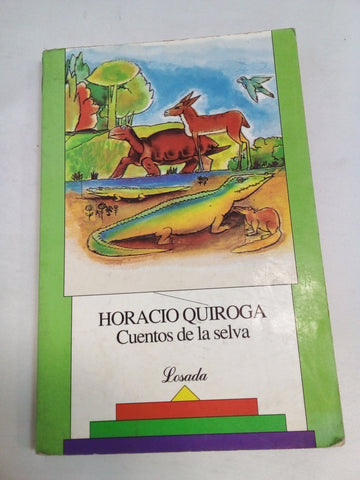 HORACIO QUIROGA
Cuentos de la selva
Losada